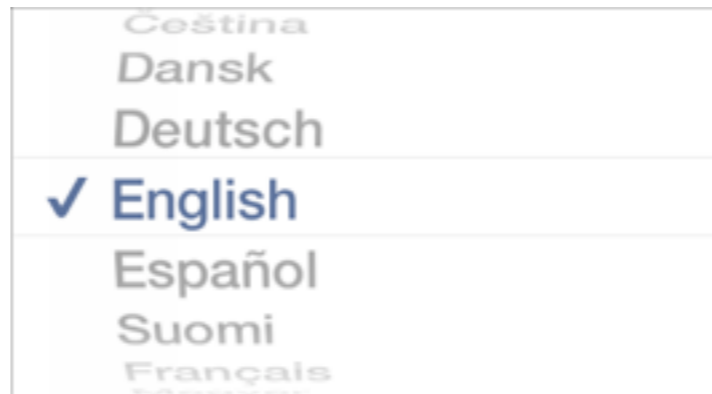 Čeština
Dansk
Deutsch
✓ English
Español
Suomi
Français